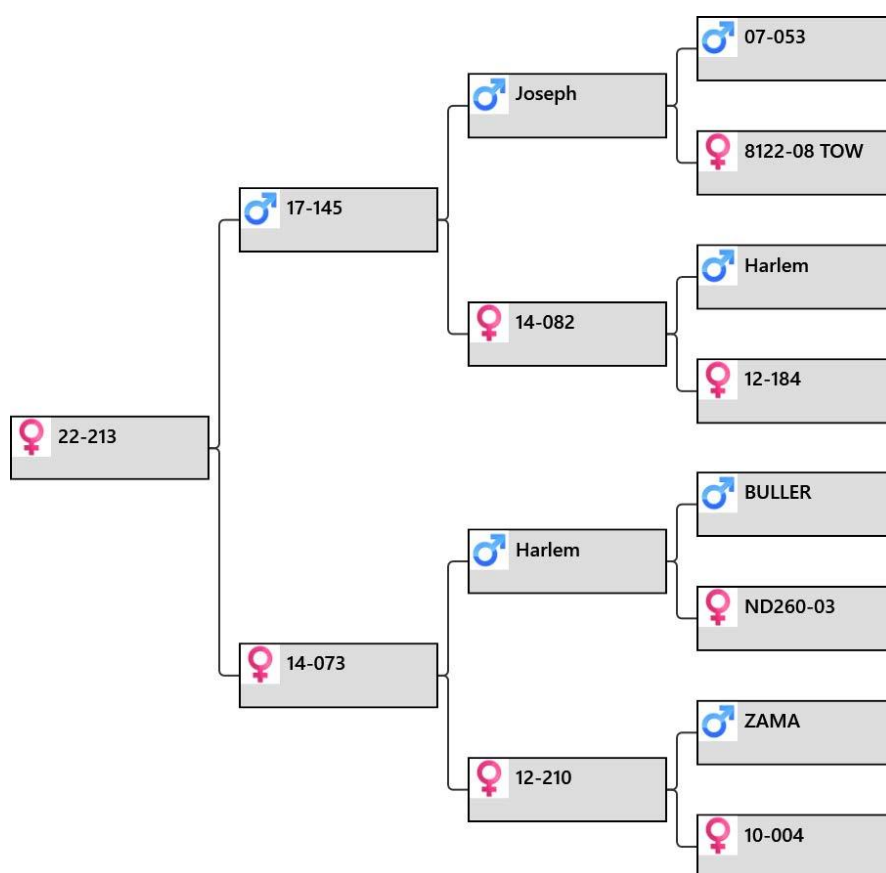 07-053
Joseph
8122-08 TOW
17-145
Harlem
14-082
12-184
22-213
BULLER
Harlem
ND260-03
14-073
ZAMA
12-210
10-004